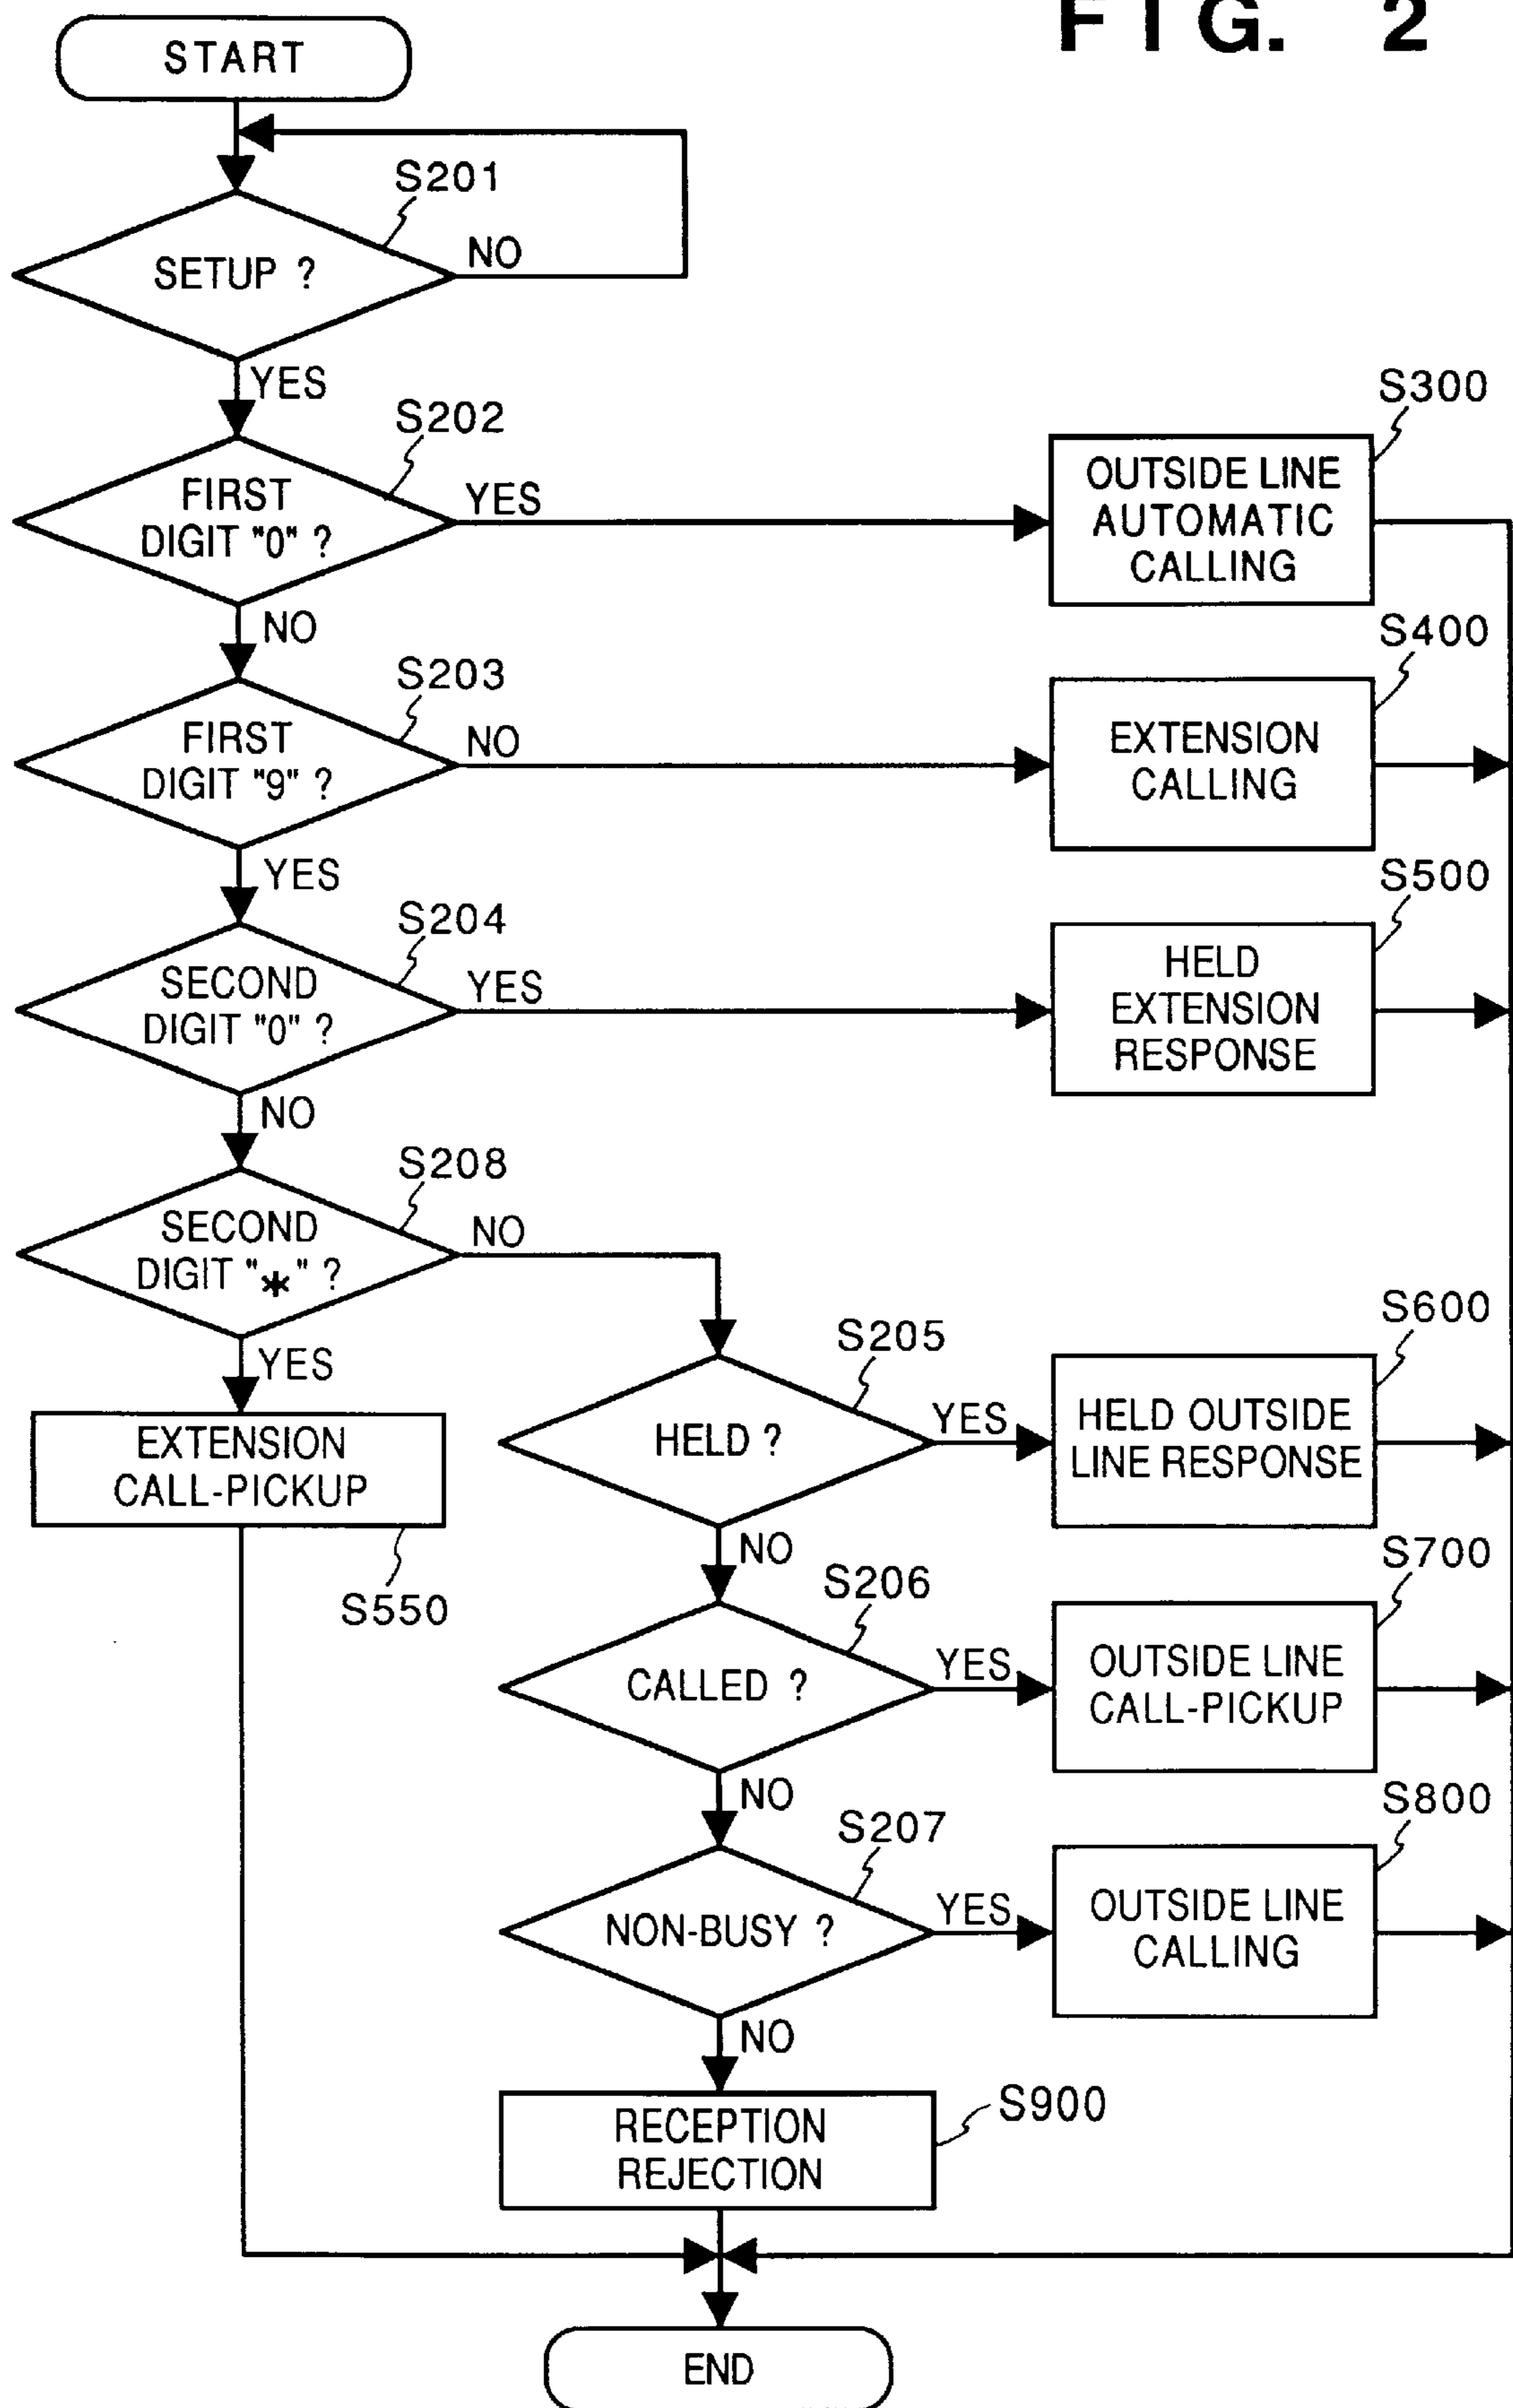 FIG. 2
START
S201
SETUP ?
NO
YES
S202
FIRST
DIGIT "0" ?
YES
S300
OUTSIDE LINE
AUTOMATIC
CALLING
NO
S203
FIRST
DIGIT "9" ?
NO
S400
EXTENSION
CALLING
YES
S204
SECOND
DIGIT "0" ?
YES
S500
HELD
EXTENSION
RESPONSE
NO
S208
SECOND
DIGIT "*" ?
NO
YES
EXTENSION
CALL-PICKUP
S550
S205
HELD ?
YES
S600
HELD OUTSIDE
LINE RESPONSE
NO
S206
CALLED ?
YES
S700
OUTSIDE LINE
CALL-PICKUP
NO
S207
NON-BUSY ?
YES
S800
OUTSIDE LINE
CALLING
NO
RECEPTION
REJECTION
S900
END